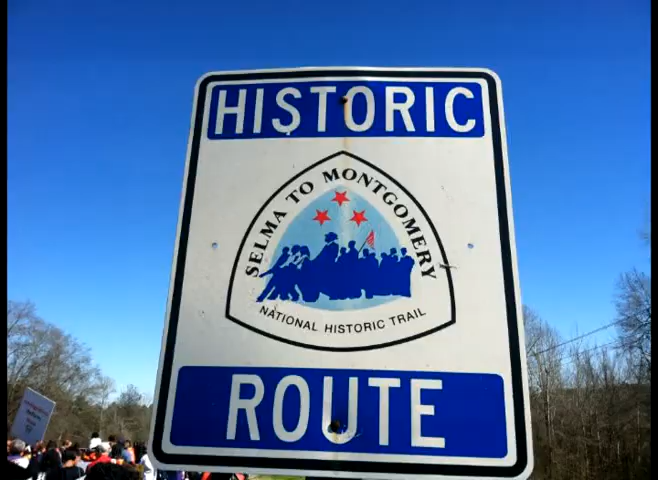 HISTORIC
SELMA TO MONTGOMERY
NATIONAL HISTORIC TRAIL
ROUTE